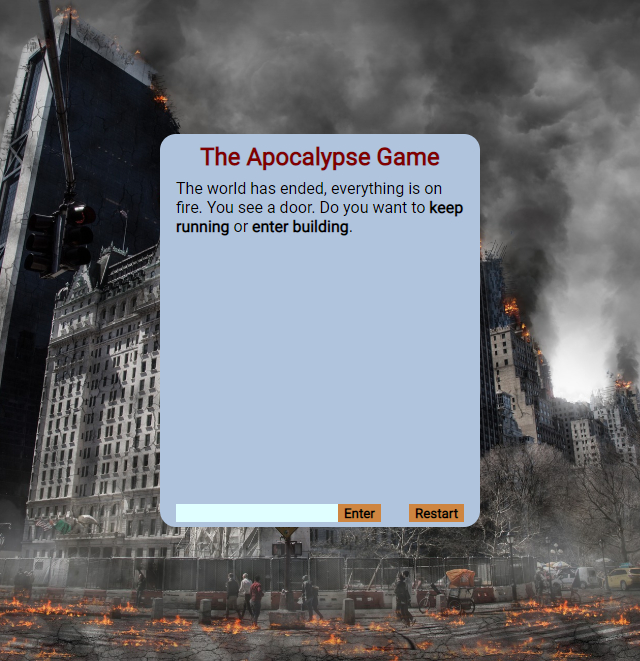 The Apocalypse Game
The world has ended, everything is on
fire. You see a door. Do you want to keep
running or enter building.
Enter Restart